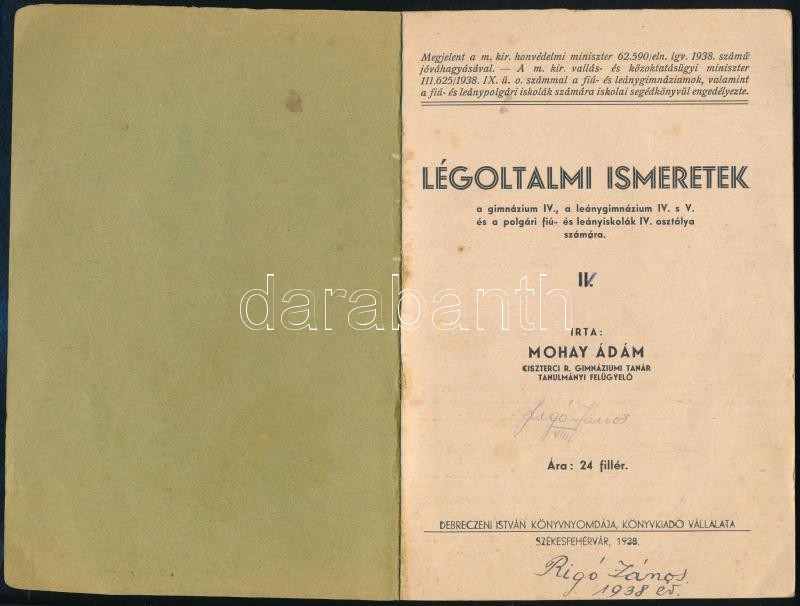 Megjelent a m. kir. honvédelmi miniszter 62.590/eln. lgv. 1938. számú
jóváhagyásával. — A m. kir. vallás- és közoktatásügyi miniszter
111.625/1938. IX. ü. o. számmal a fiú- és leánygimnáziumok, valamint
a fiú- és leánypolgári iskolák számára iskolai segédkönyvül engedélyezte.
LÉGOLTALMI ISMERETEK
a gimnázium IV., a leánygimnázium IV. s V.
és a polgári fiú- és leányiskolák IV. osztálya
számára.
IV.
darabanth
ÍRTA:
MOHAY ÁDÁM
CISZTERCI R. GIMNÁZIUMI TANÁR
TANULMÁNYI FELÜGYELŐ
Rigó János
VIII
Ára: 24 fillér.
DEBRECZENI ISTVÁN KÖNYVNYOMDÁJA, KÖNYVKIADÓ VÁLLALATA
SZÉKESFEHÉRVÁR, 1938.
Rigó János
1938 év.